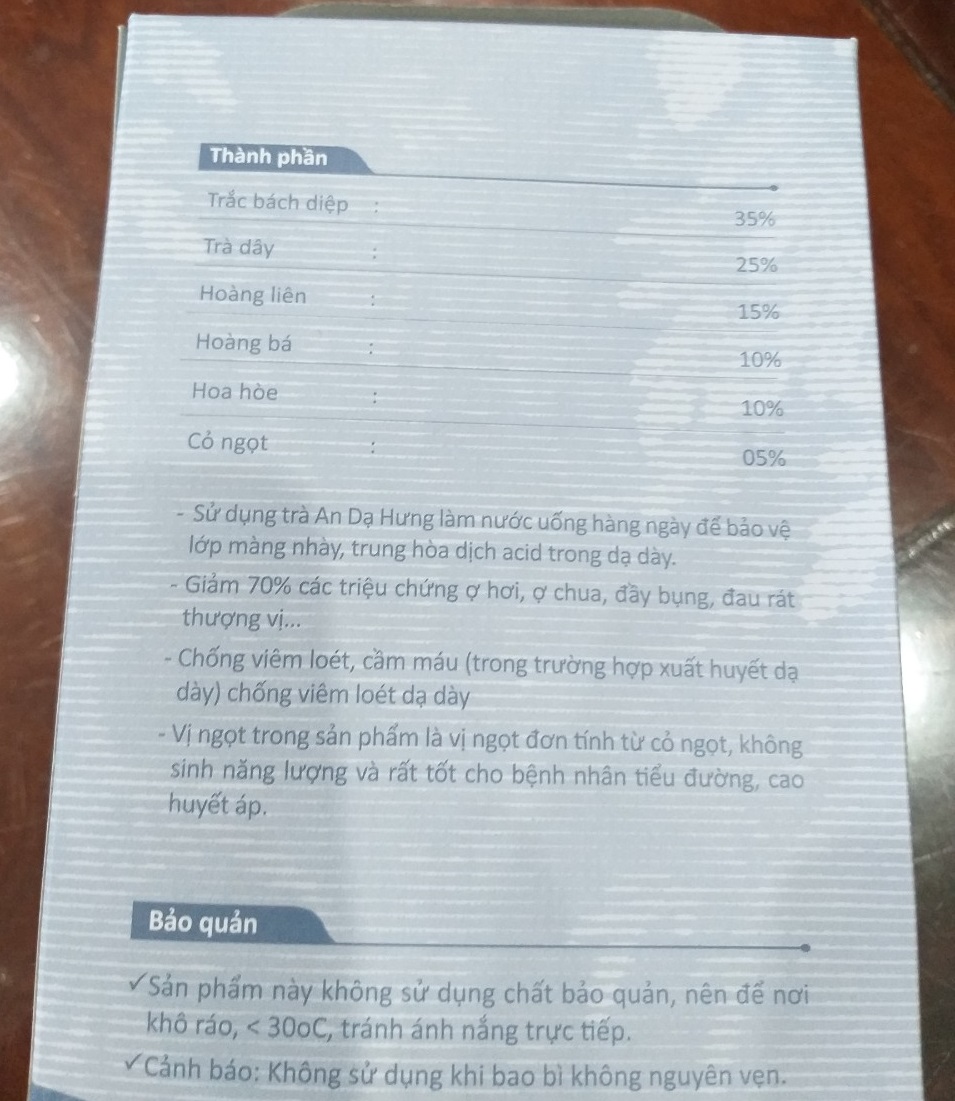 Thành phần
Trắc bách diệp : 35%
Trà dây : 25%
Hoàng liên : 15%
Hoàng bá : 10%
Hoa hòe : 10%
Cỏ ngọt : 05%
- Sử dụng trà An Dạ Hưng làm nước uống hàng ngày để bảo vệ
lớp màng nhày, trung hòa dịch acid trong dạ dày.
- Giảm 70% các triệu chứng ợ hơi, ợ chua, đầy bụng, đau rát
thượng vị...
- Chống viêm loét, cầm máu (trong trường hợp xuất huyết dạ
dày) chống viêm loét dạ dày
- Vị ngọt trong sản phẩm là vị ngọt đơn tính từ cỏ ngọt, không
sinh năng lượng và rất tốt cho bệnh nhân tiểu đường, cao
huyết áp.
Bảo quản
✓Sản phẩm này không sử dụng chất bảo quản, nên để nơi
khô ráo, < 30oC, tránh ánh nắng trực tiếp.
✓Cảnh báo: Không sử dụng khi bao bì không nguyên vẹn.